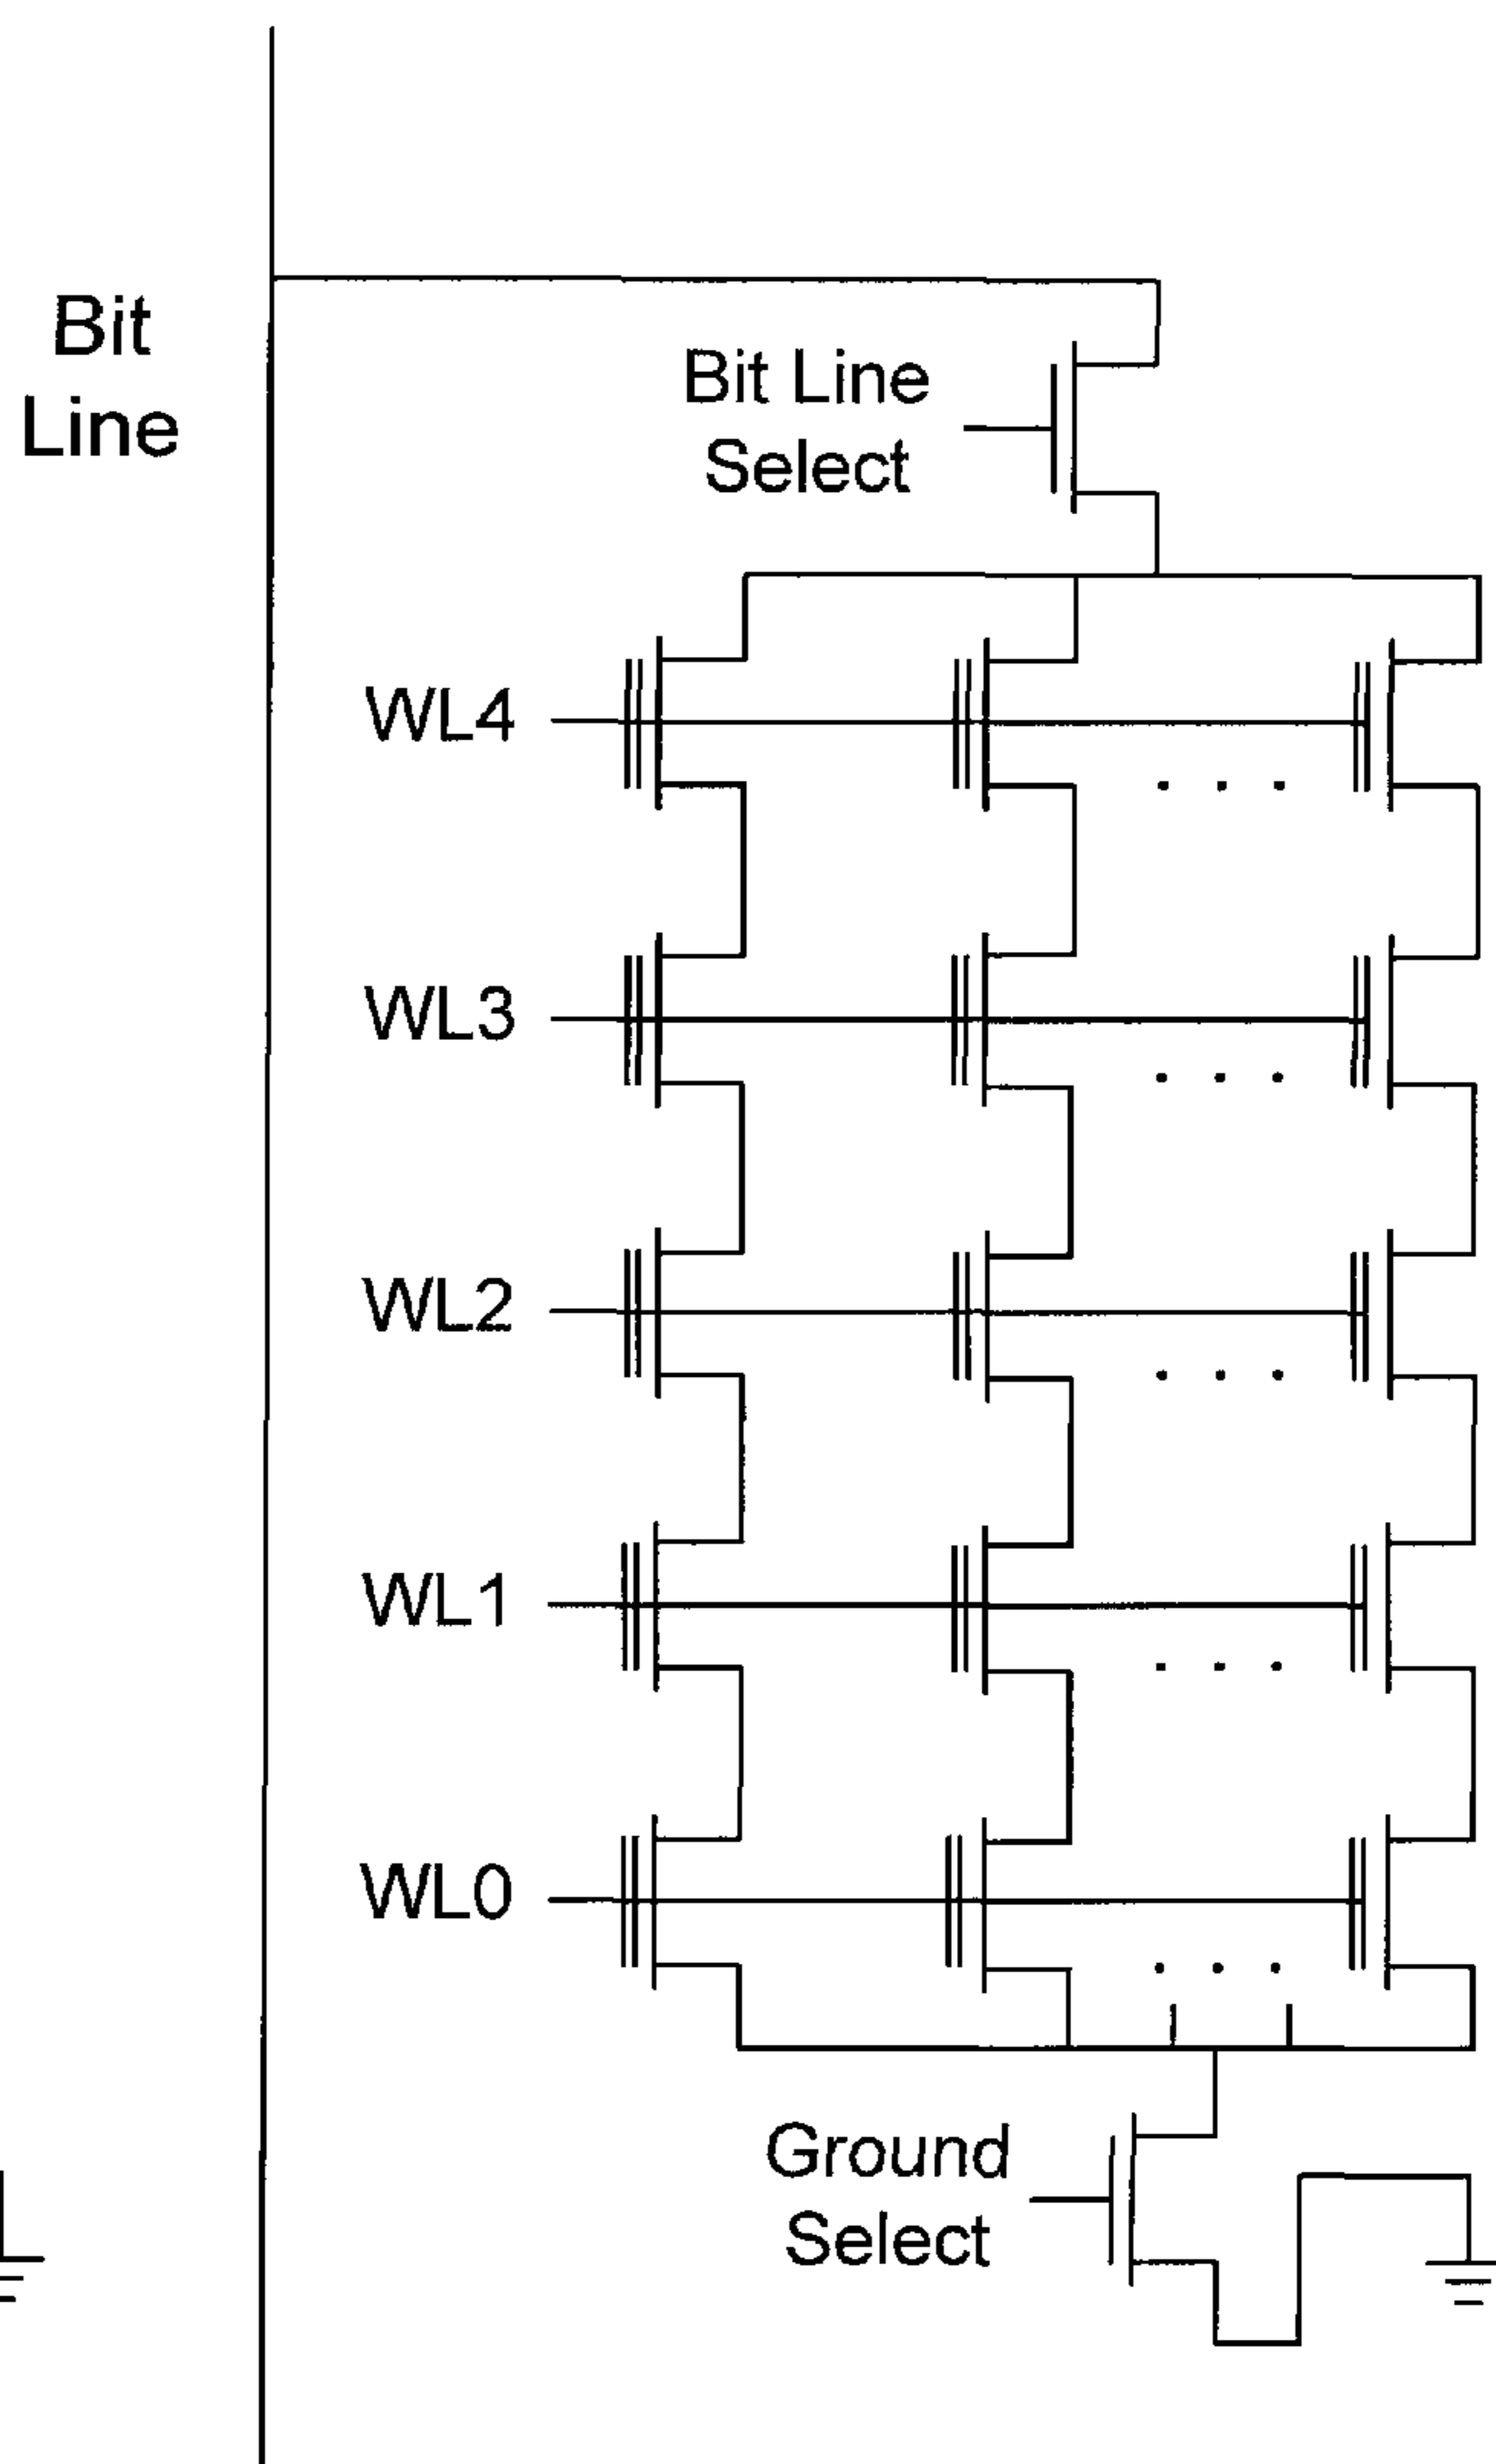 Bit
Line
Bit Line
Select
WL4
WL3
WL2
WL1
WL0
Ground
Select